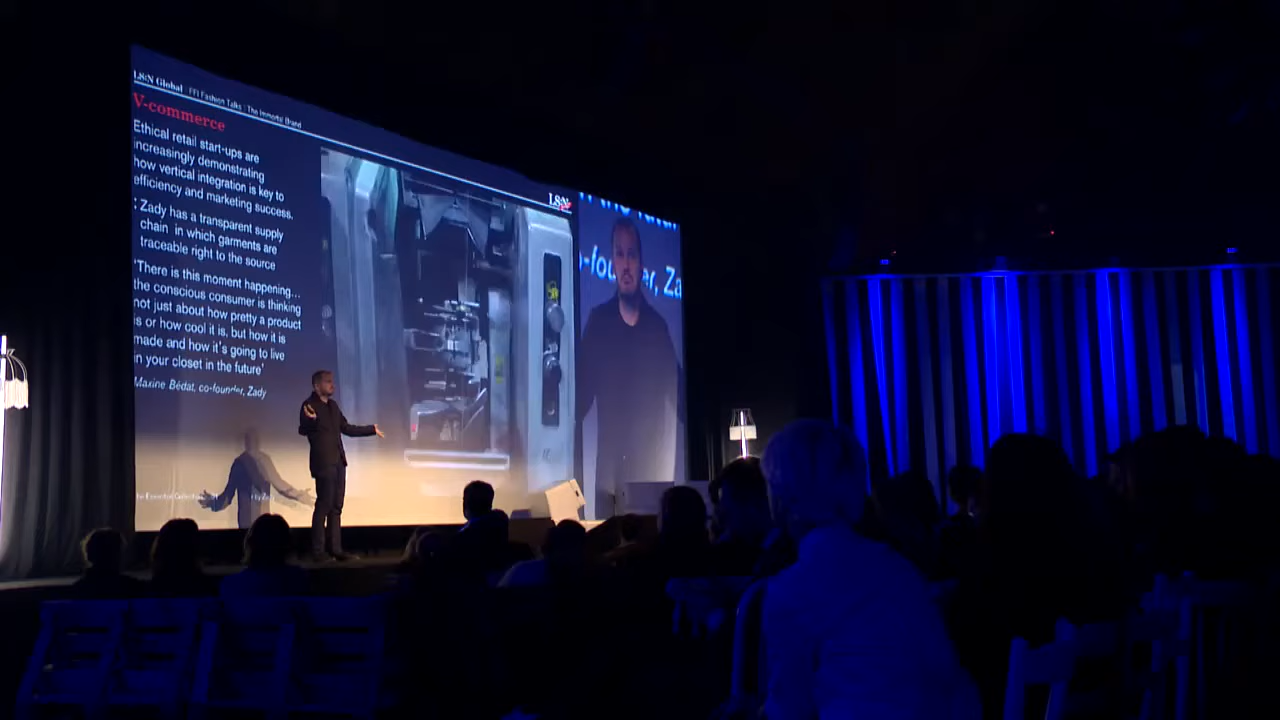 LS:N Global FFI Fashion Talks : The Immortal Brand
V-commerce
Ethical retail start-ups are
increasingly demonstrating
how vertical integration is key to
efficiency and marketing success.
: Zady has a transparent supply
chain in which garments are
traceable right to the source
'There is this moment happening...
the conscious consumer is thinking
not just about how pretty a product
is or how cool it is, but how it is
made and how it's going to live
in your closet in the future'
Maxine Bédat, co-founder, Zady
LS:N
o-founder, Za